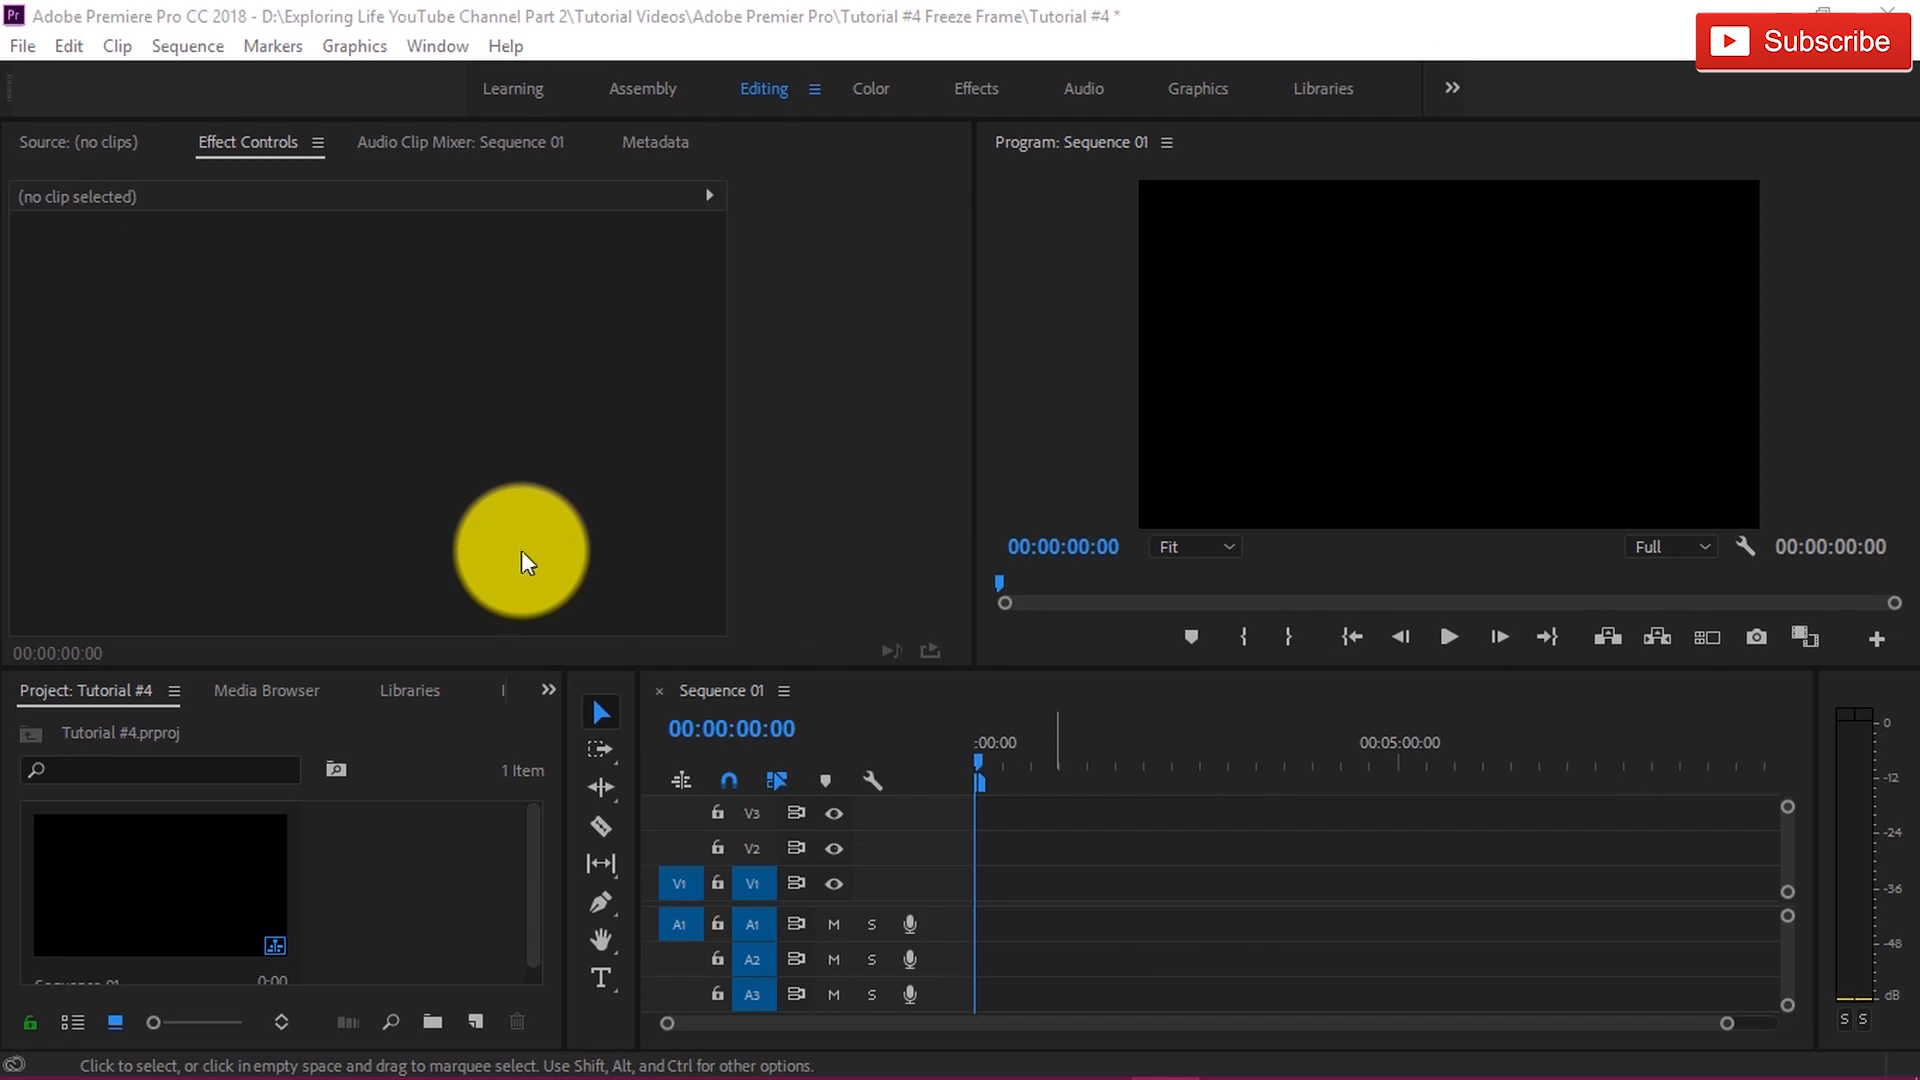 Pr Adobe Premiere Pro CC 2018 - D:\Exploring Life YouTube Channel Part 2\Tutorial Videos\Adobe Premier Pro\Tutorial #4 Freeze Frame\Tutorial #4 *
File Edit Clip Sequence Markers Graphics Window Help
Subscribe
Learning Assembly Editing Color Effects Audio Graphics Libraries
Source: (no clips) Effect Controls Audio Clip Mixer: Sequence 01 Metadata
Program: Sequence 01
(no clip selected)
00:00:00:00 Fit Full 00:00:00:00
00:00:00:00
Project: Tutorial #4 Media Browser Libraries
Tutorial #4.prproj
1 Item
Sequence 01 0:00
Sequence 01
00:00:00:00
:00:00 00:05:00:00
V3
V2
V1 V1
A1 A1 M S
A2 M S
A3 M S
0
-12
-24
-36
-48
dB
S S
Click to select, or click in empty space and drag to marquee select. Use Shift, Alt, and Ctrl for other options.